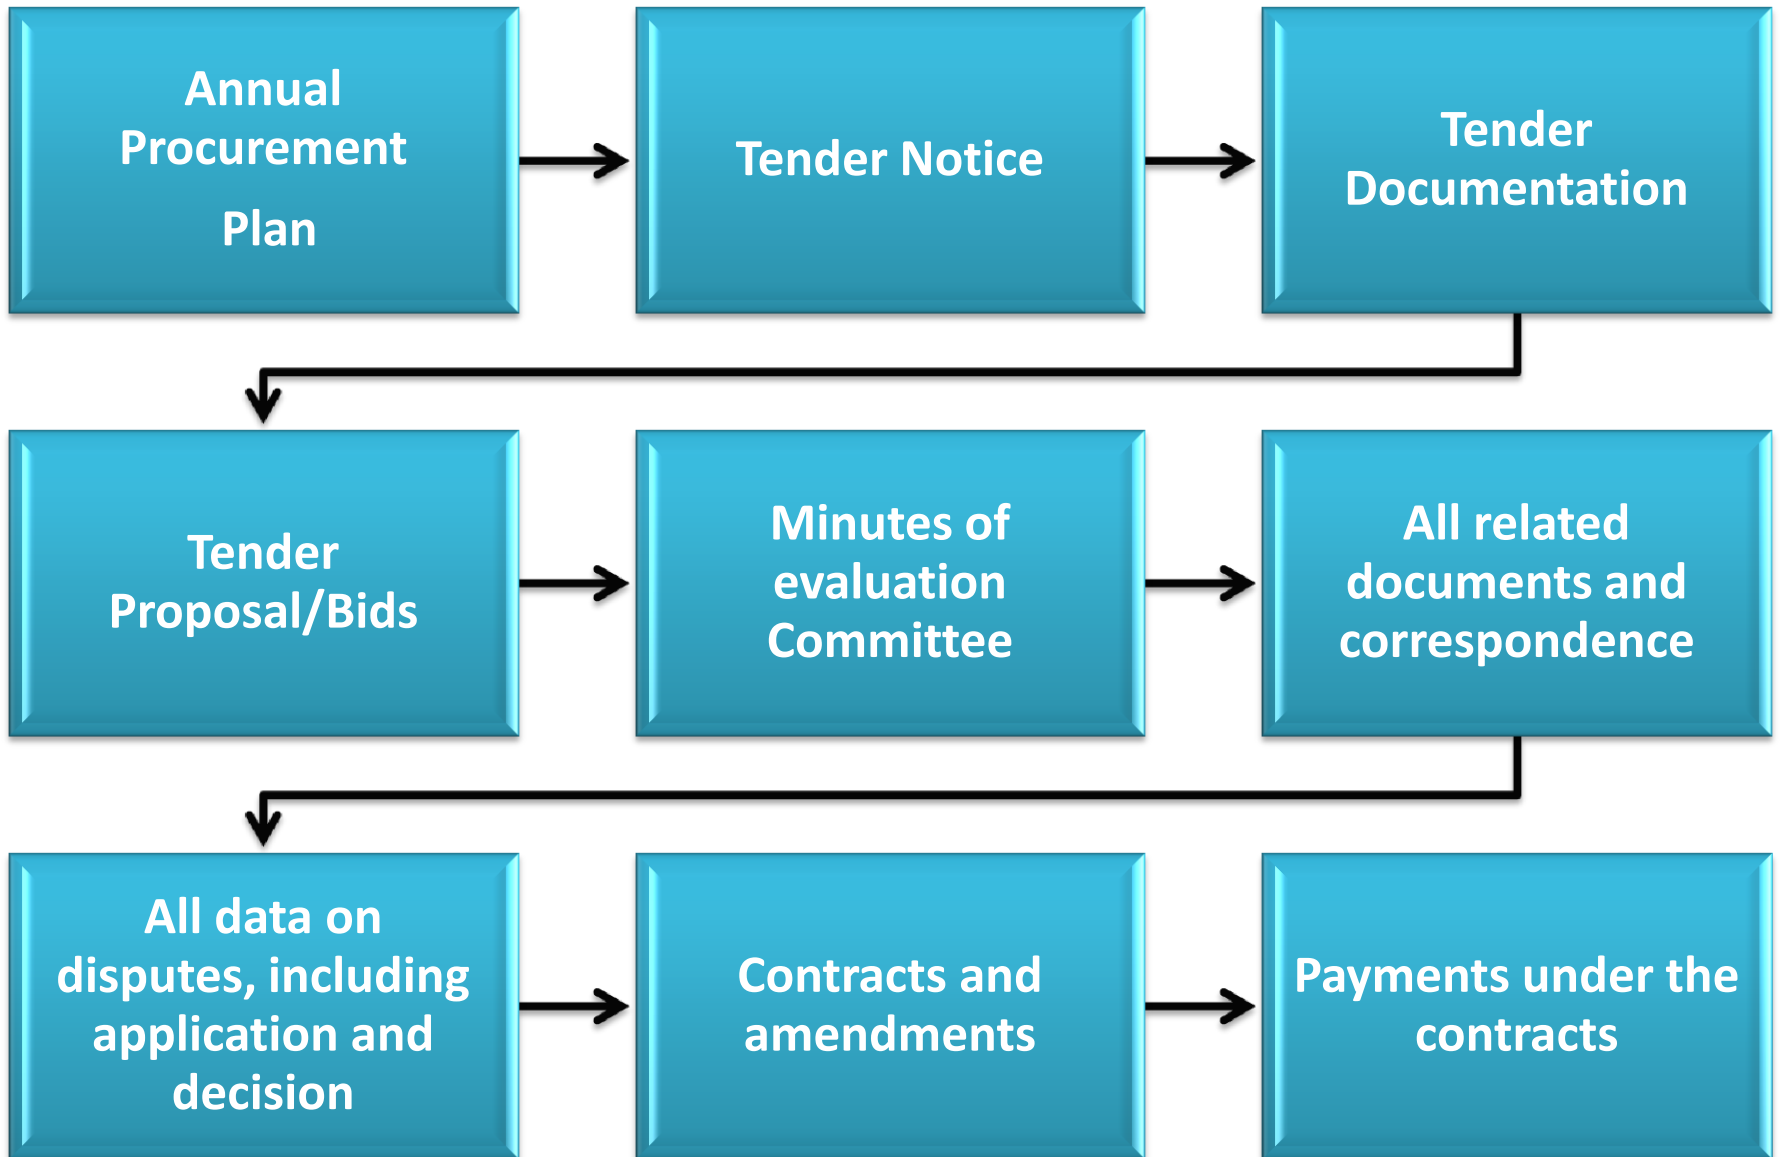 Annual
Procurement
Plan
Tender Notice
Tender
Documentation
Tender
Proposal/Bids
Minutes of
evaluation
Committee
All related
documents and
correspondence
All data on
disputes, including
application and
decision
Contracts and
amendments
Payments under the
contracts